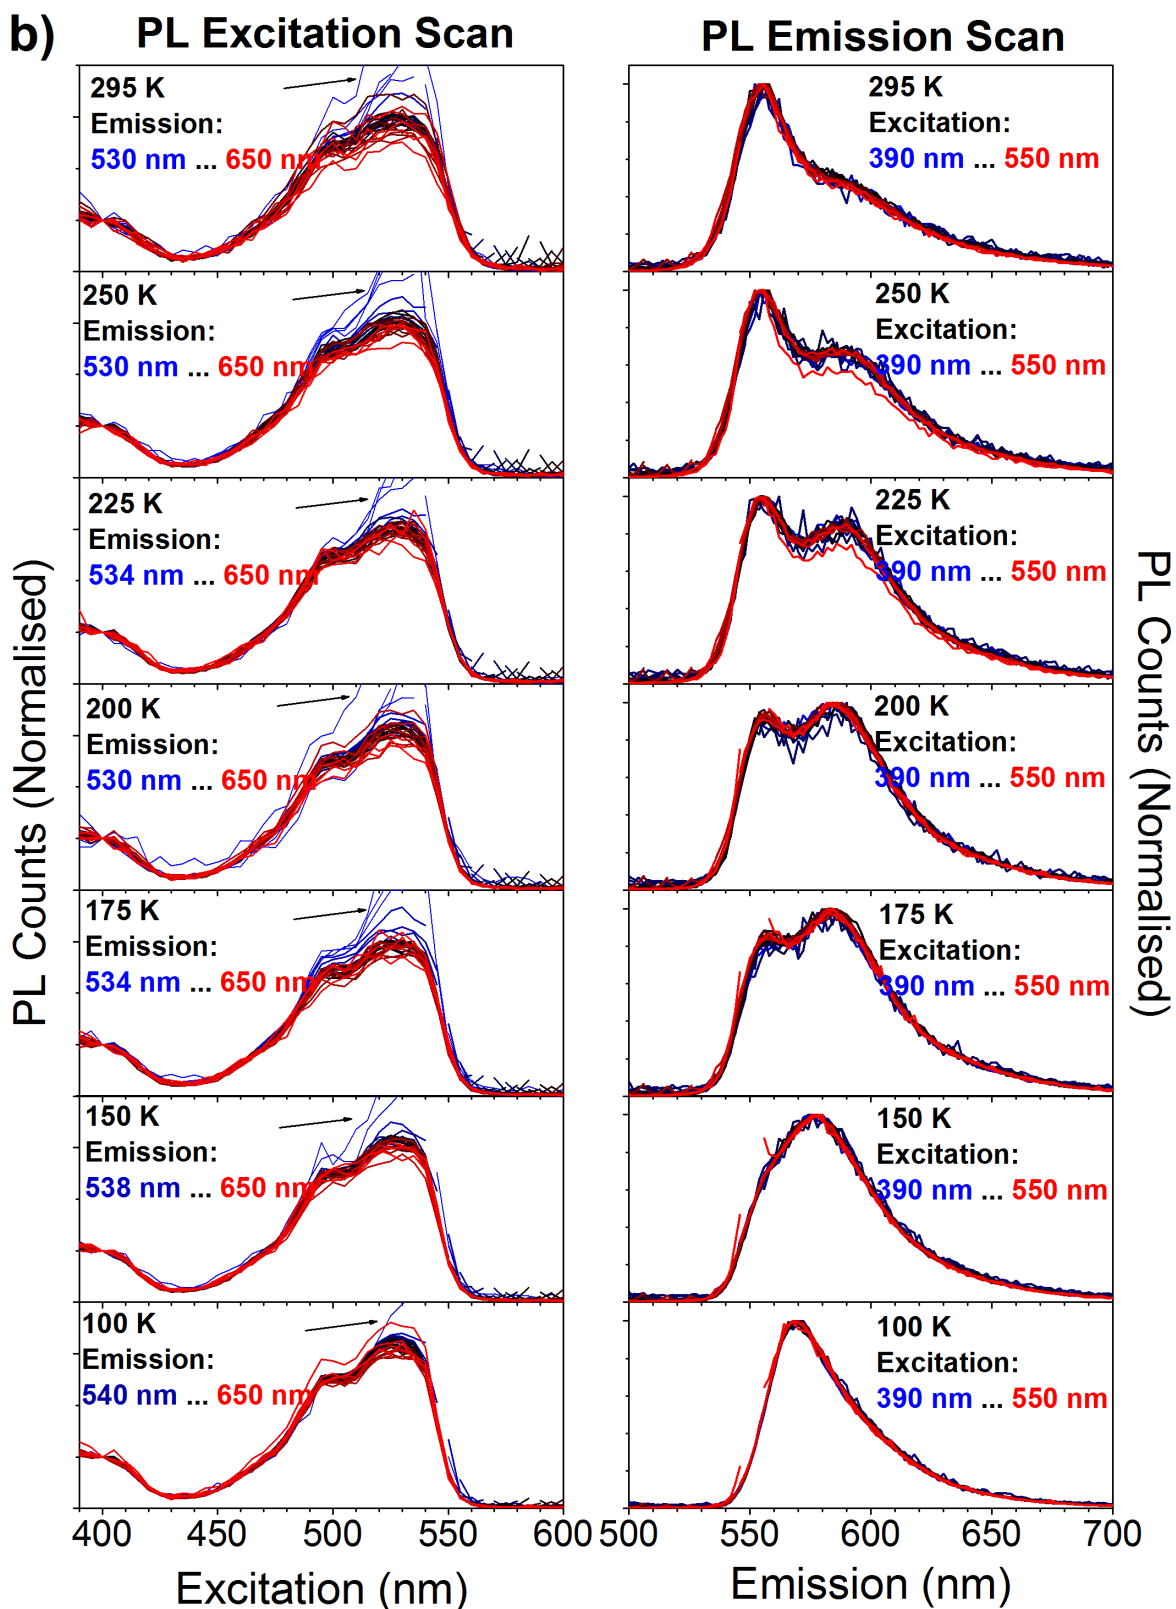 b)
PL Excitation Scan
PL Emission Scan
PL Counts (Normalised)
295 K
Emission:
530 nm ... 650 nm
250 K
Emission:
530 nm ... 650 nm
225 K
Emission:
534 nm ... 650 nm
200 K
Emission:
530 nm ... 650 nm
175 K
Emission:
534 nm ... 650 nm
150 K
Emission:
538 nm ... 650 nm
100 K
Emission:
540 nm ... 650 nm
400 450 500 550 600
Excitation (nm)
295 K
Excitation:
390 nm ... 550 nm
250 K
Excitation:
390 nm ... 550 nm
225 K
Excitation:
390 nm ... 550 nm
200 K
Excitation:
390 nm ... 550 nm
175 K
Excitation:
390 nm ... 550 nm
150 K
Excitation:
390 nm ... 550 nm
100 K
Excitation:
390 nm ... 550 nm
500 550 600 650 700
Emission (nm)
PL Counts (Normalised)